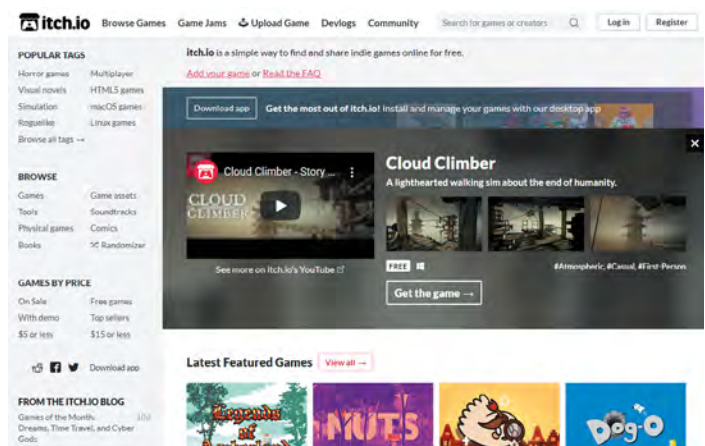 itch.io Browse Games Game Jams Upload Game Devlogs Community Search for games or creators Log in Register
POPULAR TAGS
Horror games Multiplayer
Visual novels HTML5 games
Simulation macOS games
Roguelike Linux games
Browse all tags →
BROWSE
Games Game assets
Tools Soundtracks
Physical games Comics
Books Randomizer
GAMES BY PRICE
On Sale Free games
With demo Top sellers
$5 or less $15 or less
Download app
FROM THE ITCH.IO BLOG
Games of the Month: 10d
Dreams, Time Travel, and Cyber
Gods
itch.io is a simple way to find and share indie games online for free.
Add your game or Read the FAQ
Download app Get the most out of itch.io! Install and manage your games with our desktop app
Cloud Climber - Story ...
CLOUD
CLIMBER
See more on itch.io's YouTube
Cloud Climber
A lighthearted walking sim about the end of humanity.
FREE
#Atmospheric, #Casual, #First-Person
Get the game →
Latest Featured Games View all →
Legends
of
NUTS
Dog-O